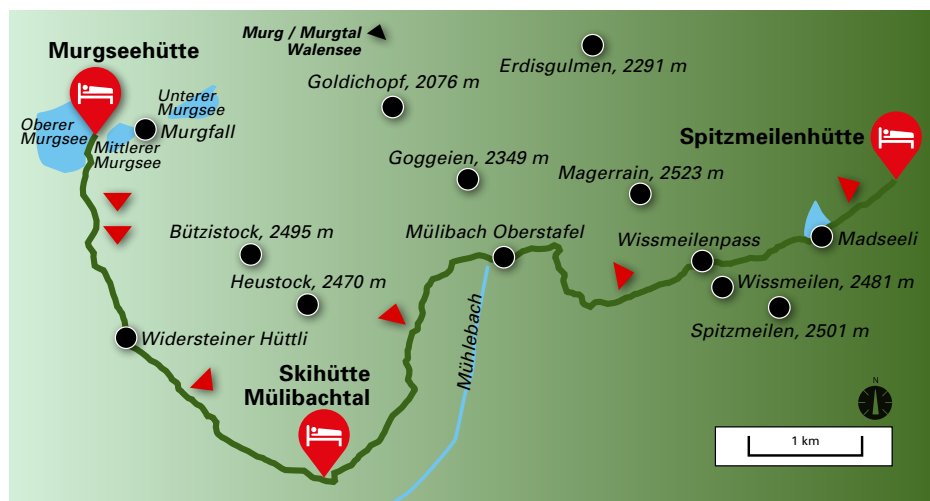 Murg / Murgtal
Walensee
Erdisgulmen, 2291 m
Murgseehütte
Goldichopf, 2076 m
Unterer
Murgsee
Oberer
Murgsee
Murgfall
Mittlerer
Murgsee
Spitzmeilenhütte
Goggeien, 2349 m
Magerrain, 2523 m
Bützistock, 2495 m
Mülibach Oberstafel
Wissmeilenpass
Madseeli
Heustock, 2470 m
Wissmeilen, 2481 m
Spitzmeilen, 2501 m
Widersteiner Hüttli
Mühlebach
Skihütte
Mülibachtal
N
1 km